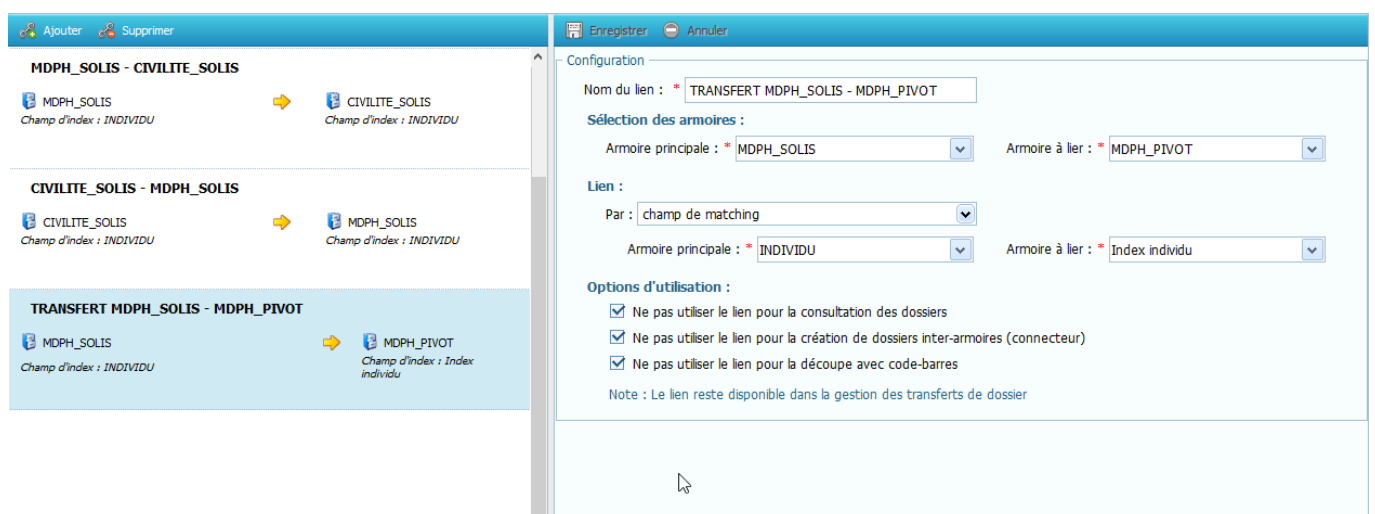 Ajouter Supprimer
MDPH_SOLIS - CIVILITE_SOLIS
MDPH_SOLIS CIVILITE_SOLIS
Champ d'index : INDIVIDU Champ d'index : INDIVIDU
CIVILITE_SOLIS - MDPH_SOLIS
CIVILITE_SOLIS MDPH_SOLIS
Champ d'index : INDIVIDU Champ d'index : INDIVIDU
TRANSFERT MDPH_SOLIS - MDPH_PIVOT
MDPH_SOLIS MDPH_PIVOT
Champ d'index : INDIVIDU Champ d'index : Index
individu
Enregistrer Annuler
Configuration
Nom du lien : * TRANSFERT MDPH_SOLIS - MDPH_PIVOT
Sélection des armoires :
Armoire principale : * MDPH_SOLIS Armoire à lier : * MDPH_PIVOT
Lien :
Par : champ de matching
Armoire principale : * INDIVIDU Armoire à lier : * Index individu
Options d'utilisation :
Ne pas utiliser le lien pour la consultation des dossiers
Ne pas utiliser le lien pour la création de dossiers inter-armoires (connecteur)
Ne pas utiliser le lien pour la découpe avec code-barres
Note : Le lien reste disponible dans la gestion des transferts de dossier